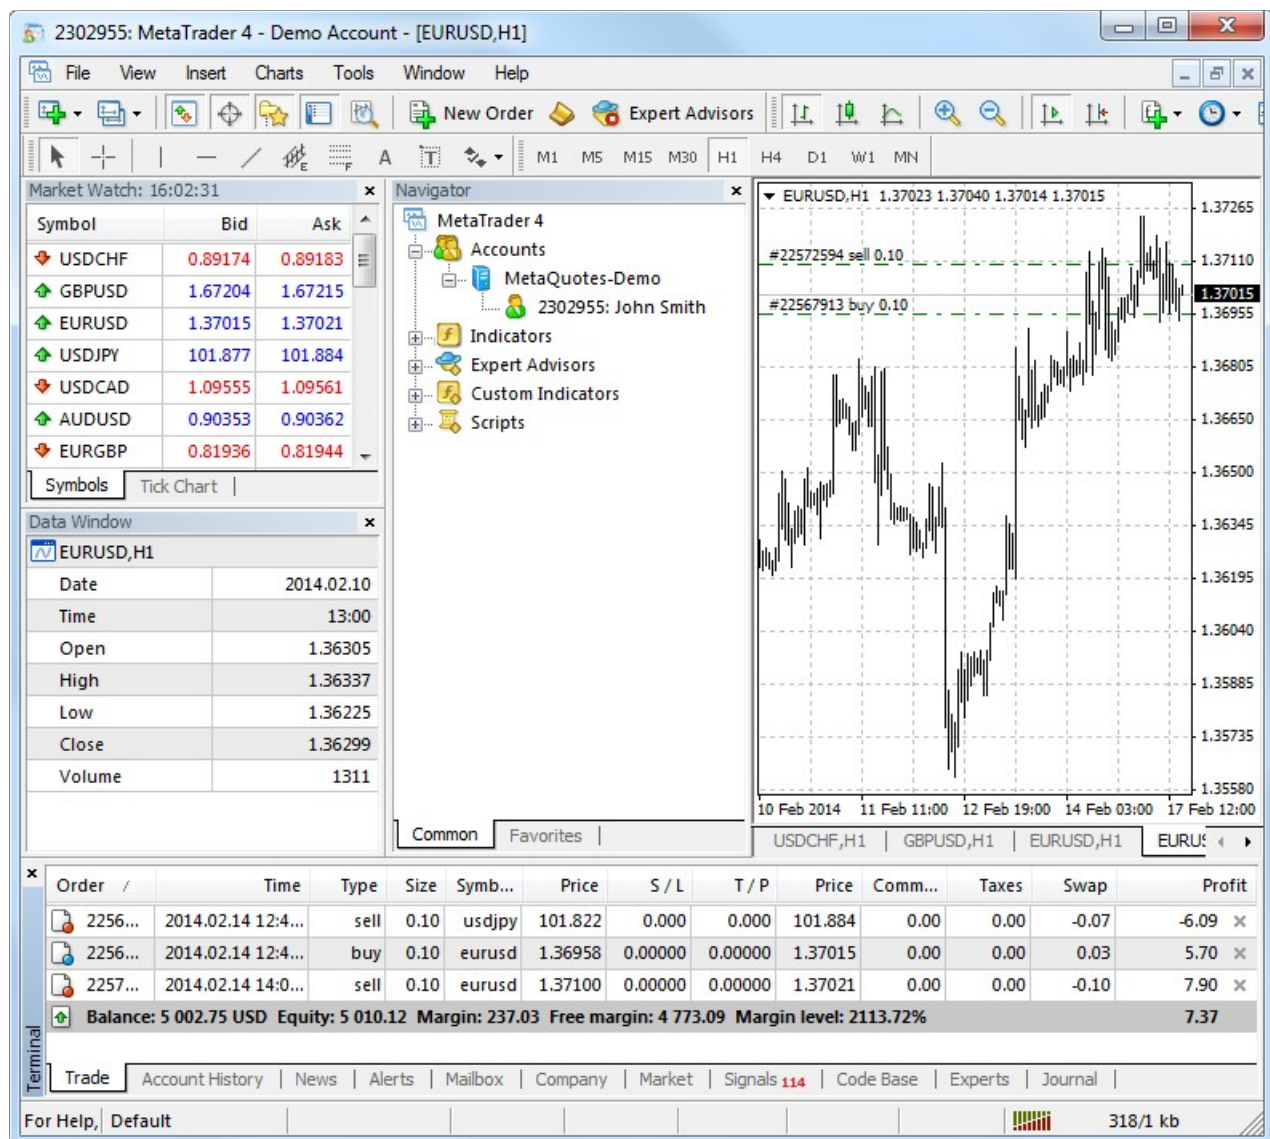 2302955: MetaTrader 4 - Demo Account - [EURUSD,H1]
File View Insert Charts Tools Window Help
New Order Expert Advisors
E F A T M1 M5 M15 M30 H1 H4 D1 W1 MN
Market Watch: 16:02:31
Symbol Bid Ask
USDCHF 0.89174 0.89183
GBPUSD 1.67204 1.67215
EURUSD 1.37015 1.37021
USDJPY 101.877 101.884
USDCAD 1.09555 1.09561
AUDUSD 0.90353 0.90362
EURGBP 0.81936 0.81944
Symbols Tick Chart
Data Window
EURUSD,H1
Date 2014.02.10
Time 13:00
Open 1.36305
High 1.36337
Low 1.36225
Close 1.36299
Volume 1311
Navigator
MetaTrader 4
Accounts
MetaQuotes-Demo
2302955: John Smith
Indicators
Expert Advisors
Custom Indicators
Scripts
Common Favorites
EURUSD,H1 1.37023 1.37040 1.37014 1.37015
#22572594 sell 0.10
#22567913 buy 0.10
1.37265
1.37110
1.37015
1.36955
1.36805
1.36650
1.36500
1.36345
1.36195
1.36040
1.35885
1.35735
1.35580
10 Feb 2014 11 Feb 11:00 12 Feb 19:00 14 Feb 03:00 17 Feb 12:00
USDCHF,H1 GBPUSD,H1 EURUSD,H1 EURUS
Order Time Type Size Symb... Price S / L T / P Price Comm... Taxes Swap Profit
2256... 2014.02.14 12:4... sell 0.10 usdjpy 101.822 0.000 0.000 101.884 0.00 0.00 -0.07 -6.09
2256... 2014.02.14 12:4... buy 0.10 eurusd 1.36958 0.00000 0.00000 1.37015 0.00 0.00 0.03 5.70
2257... 2014.02.14 14:0... sell 0.10 eurusd 1.37100 0.00000 0.00000 1.37021 0.00 0.00 -0.10 7.90
Balance: 5 002.75 USD Equity: 5 010.12 Margin: 237.03 Free margin: 4 773.09 Margin level: 2113.72% 7.37
Terminal
Trade Account History News Alerts Mailbox Company Market Signals 114 Code Base Experts Journal
For Help, Default 318/1 kb